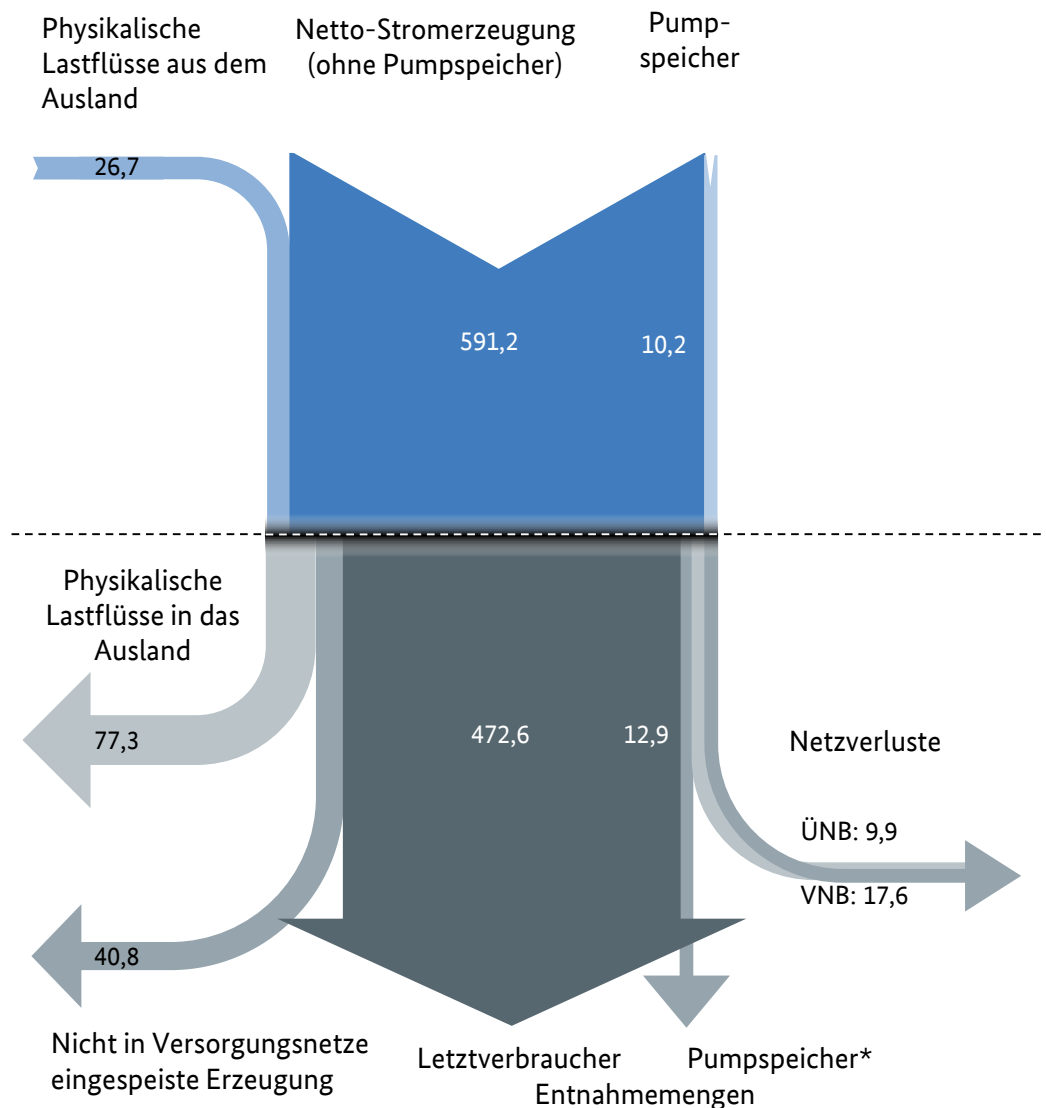 Physikalische
Lastflüsse aus dem
Ausland
Netto-Stromerzeugung
(ohne Pumpspeicher)
Pump-
speicher
26,7
591,2
10,2
Physikalische
Lastflüsse in das
Ausland
77,3
472,6
12,9
Netzverluste
ÜNB: 9,9
VNB: 17,6
40,8
Nicht in Versorgungsnetze
eingespeiste Erzeugung
Letztverbraucher
Pumpspeicher*
Entnahmemengen